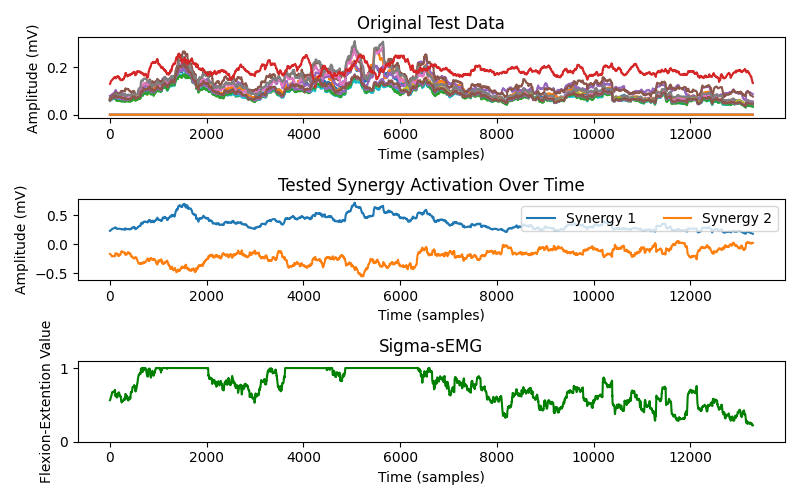 Original Test Data
Amplitude (mV)
0.2
0.0
0 2000 4000 6000 8000 10000 12000
Time (samples)
Tested Synergy Activation Over Time
Amplitude (mV)
0.5
0.0
−0.5
Synergy 1 Synergy 2
0 2000 4000 6000 8000 10000 12000
Time (samples)
Sigma-sEMG
Flexion-Extention Value
1
0
0 2000 4000 6000 8000 10000 12000
Time (samples)